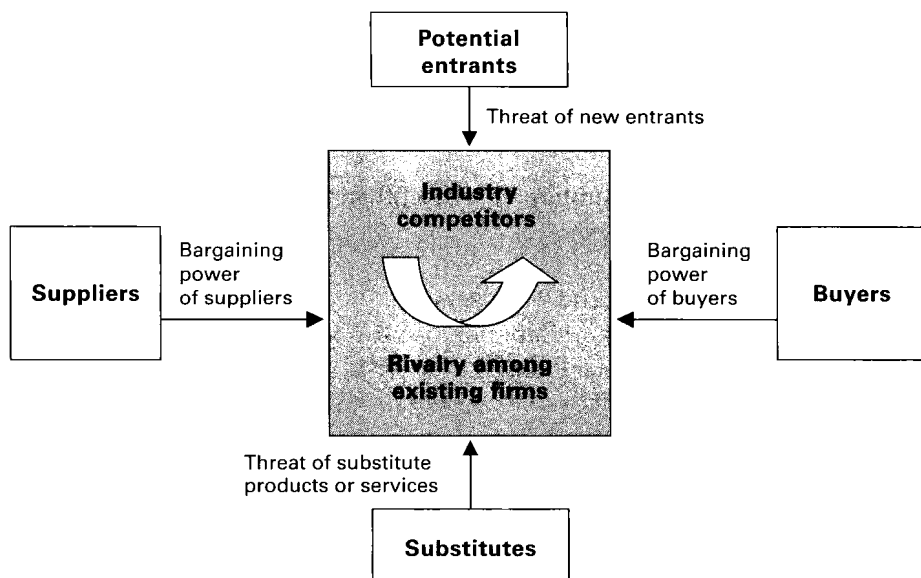 Potential
entrants
Threat of new entrants
Industry
competitors
Bargaining
power
of suppliers
Suppliers
Bargaining
power
of buyers
Buyers
Rivalry among
existing firms
Threat of substitute
products or services
Substitutes